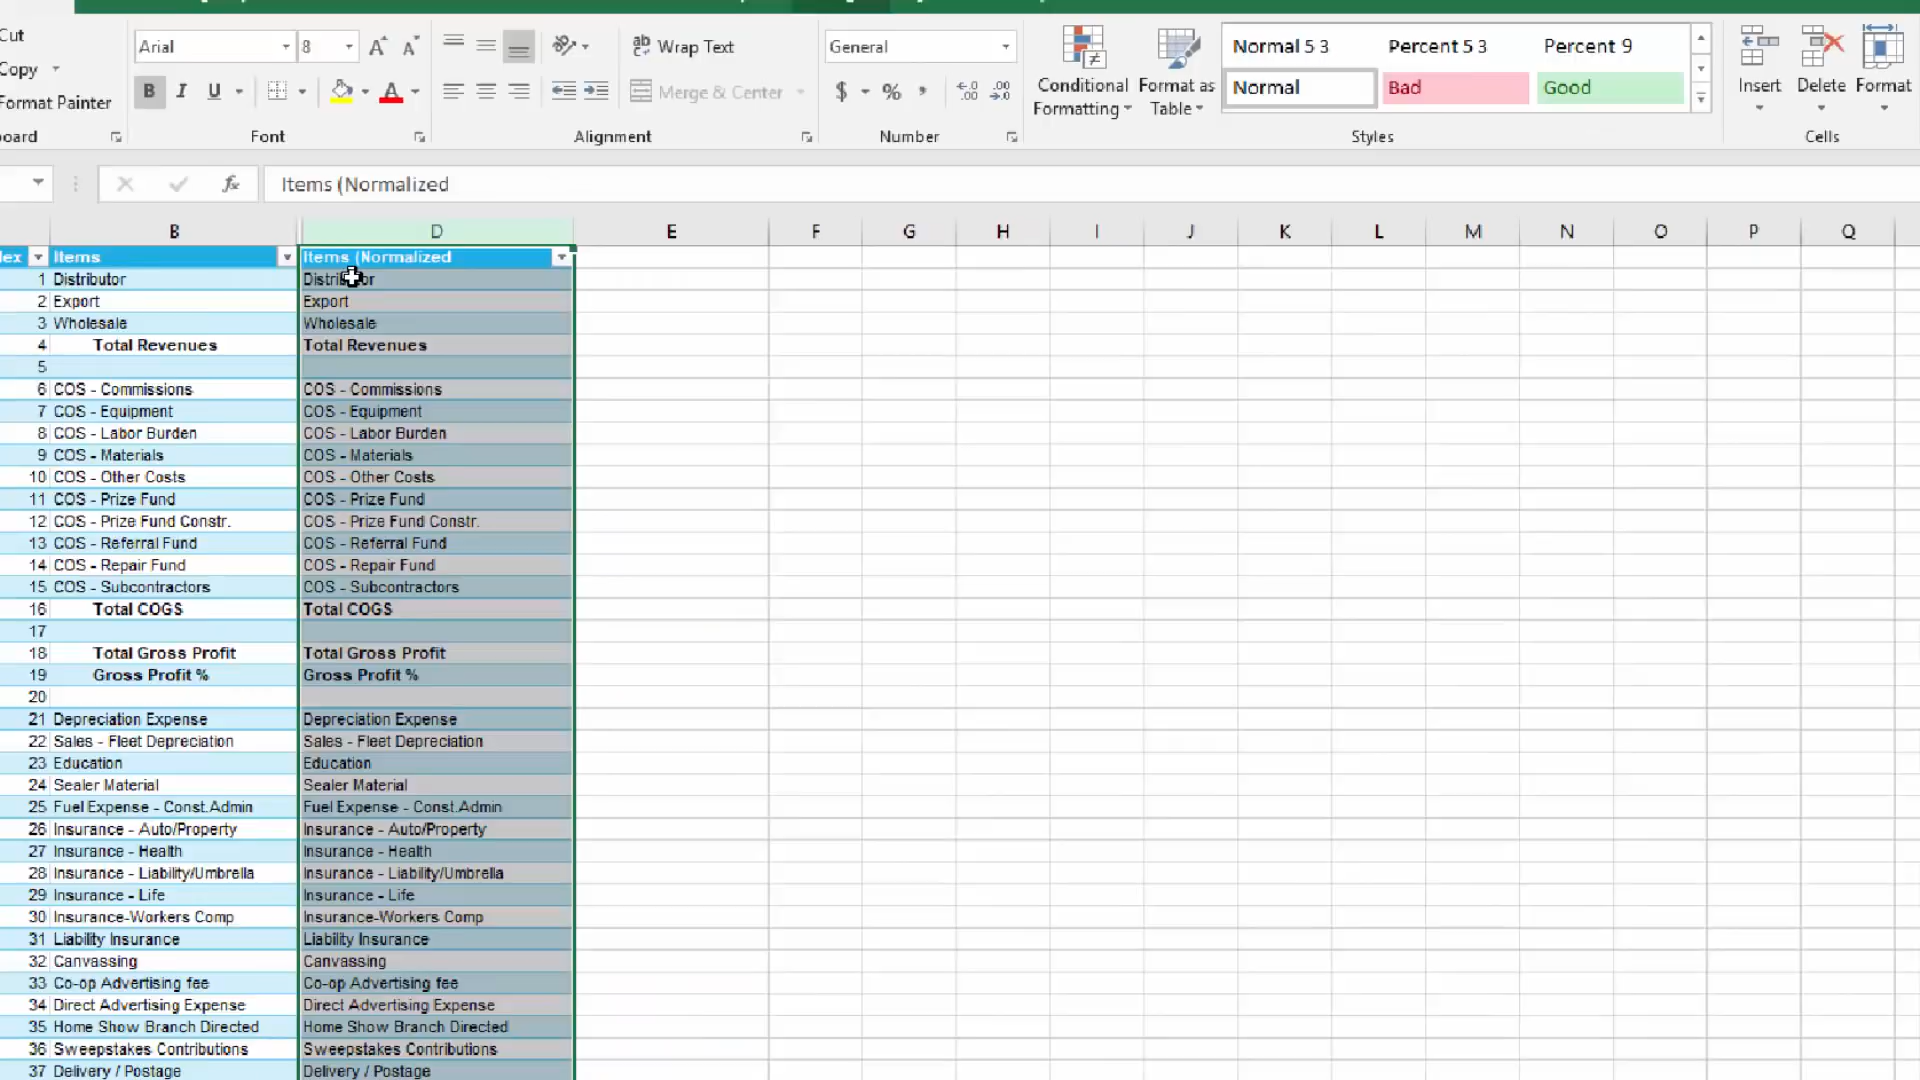 Cut
Copy
Format Painter
board
Arial 8
B I U
Font
Wrap Text
Merge & Center
Alignment
General
$ % ,
Number
Conditional Formatting
Format as Table
Normal 5 3 Percent 5 3 Percent 9
Normal Bad Good
Styles
Insert Delete Format
Cells
fx Items (Normalized
B D E F G H I J K L M N O P Q
lex Items Items (Normalized
1 Distributor Distributor
2 Export Export
3 Wholesale Wholesale
4 Total Revenues Total Revenues
5
6 COS - Commissions COS - Commissions
7 COS - Equipment COS - Equipment
8 COS - Labor Burden COS - Labor Burden
9 COS - Materials COS - Materials
10 COS - Other Costs COS - Other Costs
11 COS - Prize Fund COS - Prize Fund
12 COS - Prize Fund Constr. COS - Prize Fund Constr.
13 COS - Referral Fund COS - Referral Fund
14 COS - Repair Fund COS - Repair Fund
15 COS - Subcontractors COS - Subcontractors
16 Total COGS Total COGS
17
18 Total Gross Profit Total Gross Profit
19 Gross Profit % Gross Profit %
20
21 Depreciation Expense Depreciation Expense
22 Sales - Fleet Depreciation Sales - Fleet Depreciation
23 Education Education
24 Sealer Material Sealer Material
25 Fuel Expense - Const.Admin Fuel Expense - Const.Admin
26 Insurance - Auto/Property Insurance - Auto/Property
27 Insurance - Health Insurance - Health
28 Insurance - Liability/Umbrella Insurance - Liability/Umbrella
29 Insurance - Life Insurance - Life
30 Insurance-Workers Comp Insurance-Workers Comp
31 Liability Insurance Liability Insurance
32 Canvassing Canvassing
33 Co-op Advertising fee Co-op Advertising fee
34 Direct Advertising Expense Direct Advertising Expense
35 Home Show Branch Directed Home Show Branch Directed
36 Sweepstakes Contributions Sweepstakes Contributions
37 Delivery / Postage Delivery / Postage